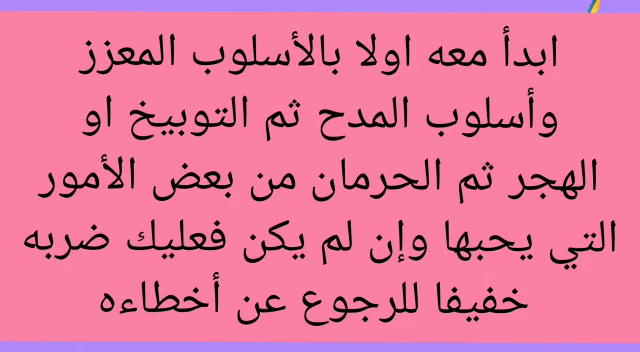 ابدأ معه اولا بالأسلوب المعزز
وأسلوب المدح ثم التوبيخ او
الهجر ثم الحرمان من بعض الأمور
التي يحبها وإن لم يكن فعليك ضربه
خفيفا للرجوع عن أخطاءه